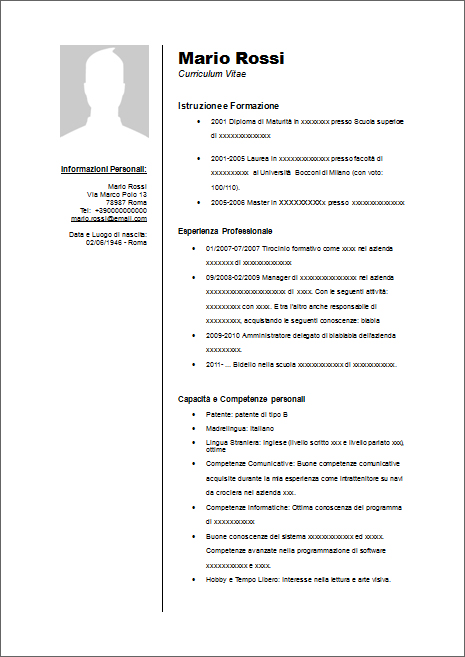 Mario Rossi
Curriculum Vitae
Informazioni Personali:
Mario Rossi
Via Marco Polo 13
78987 Roma
Tel: +390000000000
mario.rossi@email.com
Data e Luogo di nascita:
02/06/1946 - Roma
Istruzione e Formazione
2001 Diploma di Maturità in xxxxxxxx presso Scuola superiore
di xxxxxxxxxxxxxx
2001-2005 Laurea in xxxxxxxxxxxxxx presso facoltà di
xxxxxxxxxx al Università Bocconi di Milano (con voto:
100/110).
2005-2006 Master in xxxxxxxxxx presso xxxxxxxxxxxxxx
Esperienza Professionale
01/2007-07/2007 Tirocinio formativo come xxxx nel azienda
xxxxxxx di xxxxxxxxxxxxx
09/2008-02/2009 Manager di xxxxxxxxxxxxxxx nel azienda
xxxxxxxxxxxxxxxxxxxxx di xxxx. Con le seguenti attività:
xxxxxxxxx con xxxx. E tra l'altro anche responsabile di
xxxxxxxxx, acquistando le seguenti conoscenze: blabla
2009-2010 Amministratore delegato di blablabla dell'azienda
xxxxxxxxx.
2011- ... Bidello nella scuola xxxxxxxxxxxx di xxxxxxxxxxx.
Capacità e Competenze personali
Patente: patente di tipo B
Madrelingua: Italiano
Lingua Straniera: inglese (livello scritto xxx e livello parlato xxx),
ottime
Competenze Comunicative: Buone competenze comunicative
acquisite durante la mia esperienza come intrattenitore su navi
da crociera nel azienda xxx.
Competenze Informatiche: Ottima conoscenza del programma
di xxxxxxxxxxx
Buone conoscenze del sistema xxxxxxxxxxxxx ed xxxxx.
Competenze avanzate nella programmazione di software
xxxxxxxxxxx e xxxx.
Hobby e Tempo Libero: Interesse nella lettura e arte visiva.